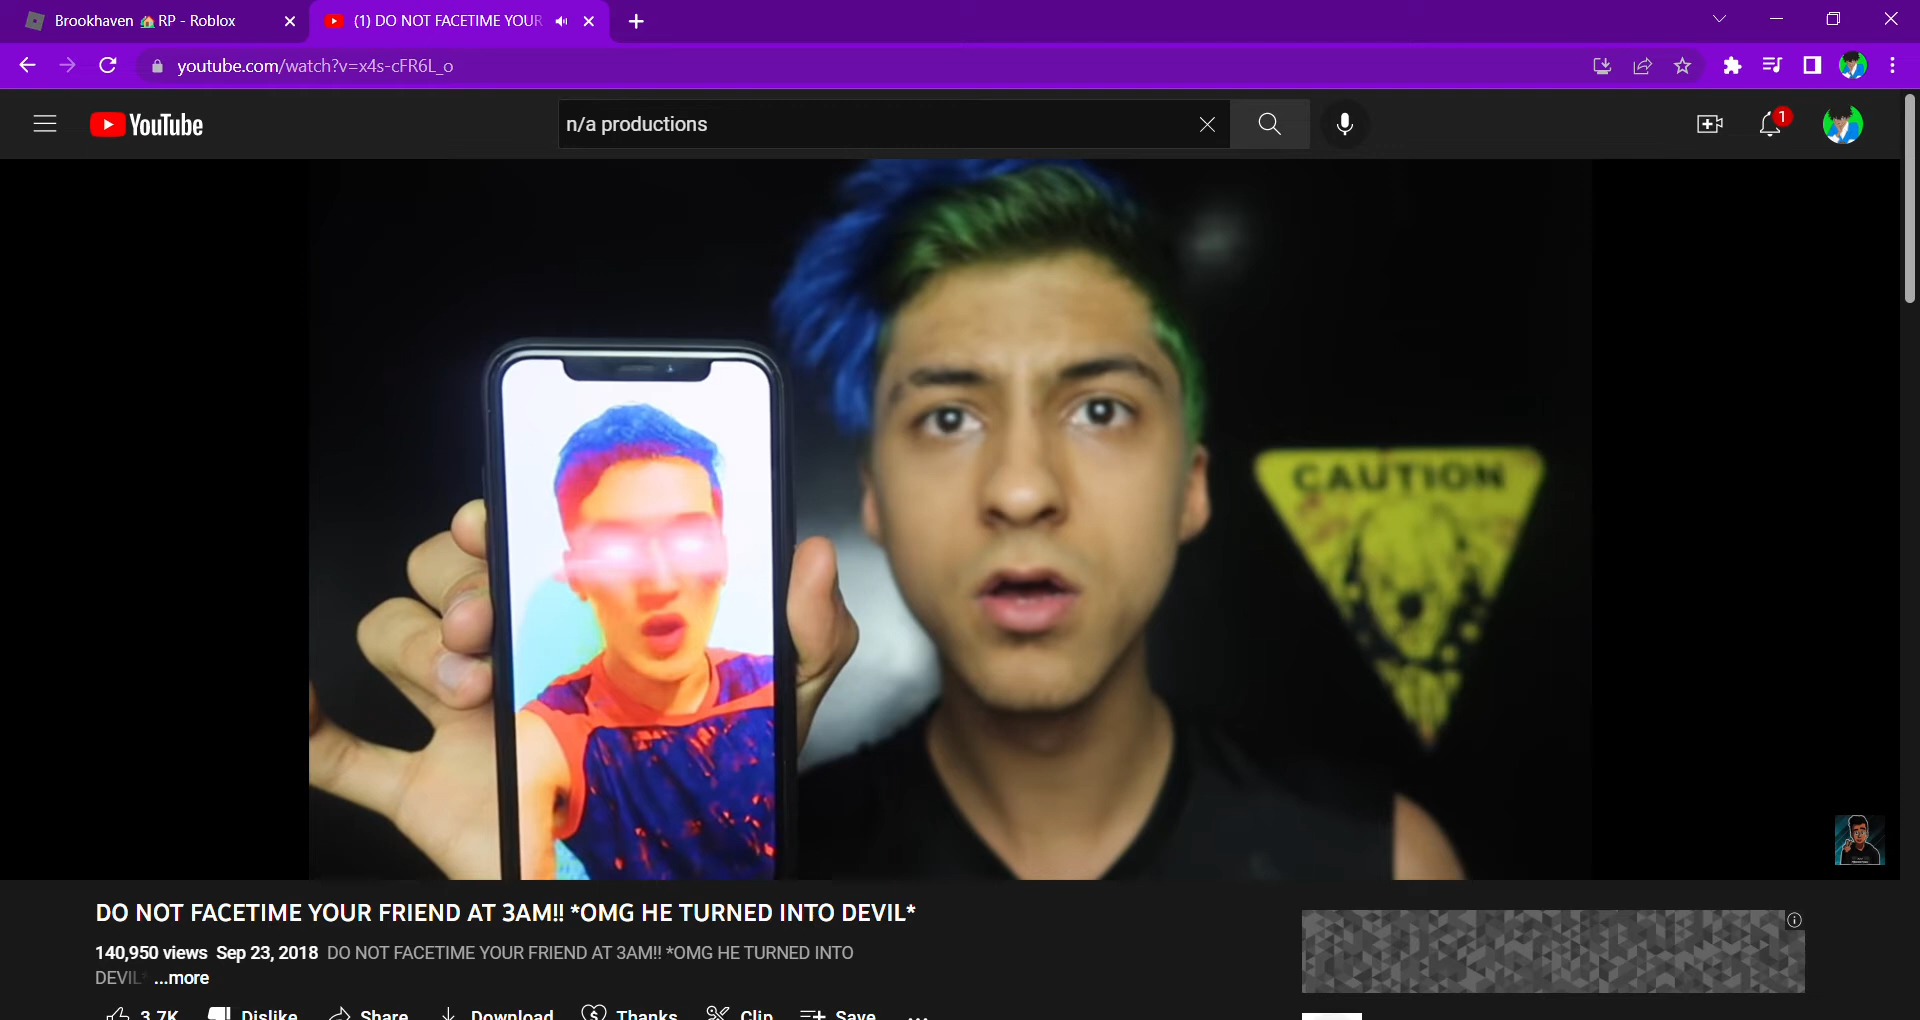 Brookhaven 🏠RP - Roblox
(1) DO NOT FACETIME YOUR
youtube.com/watch?v=x4s-cFR6L_o
YouTube
n/a productions
1
CAUTION
DO NOT FACETIME YOUR FRIEND AT 3AM!! *OMG HE TURNED INTO DEVIL*
140,950 views Sep 23, 2018 DO NOT FACETIME YOUR FRIEND AT 3AM!! *OMG HE TURNED INTO
DEVIL* ...more
3.7K Dislike Share Download Thanks Clip Save ...